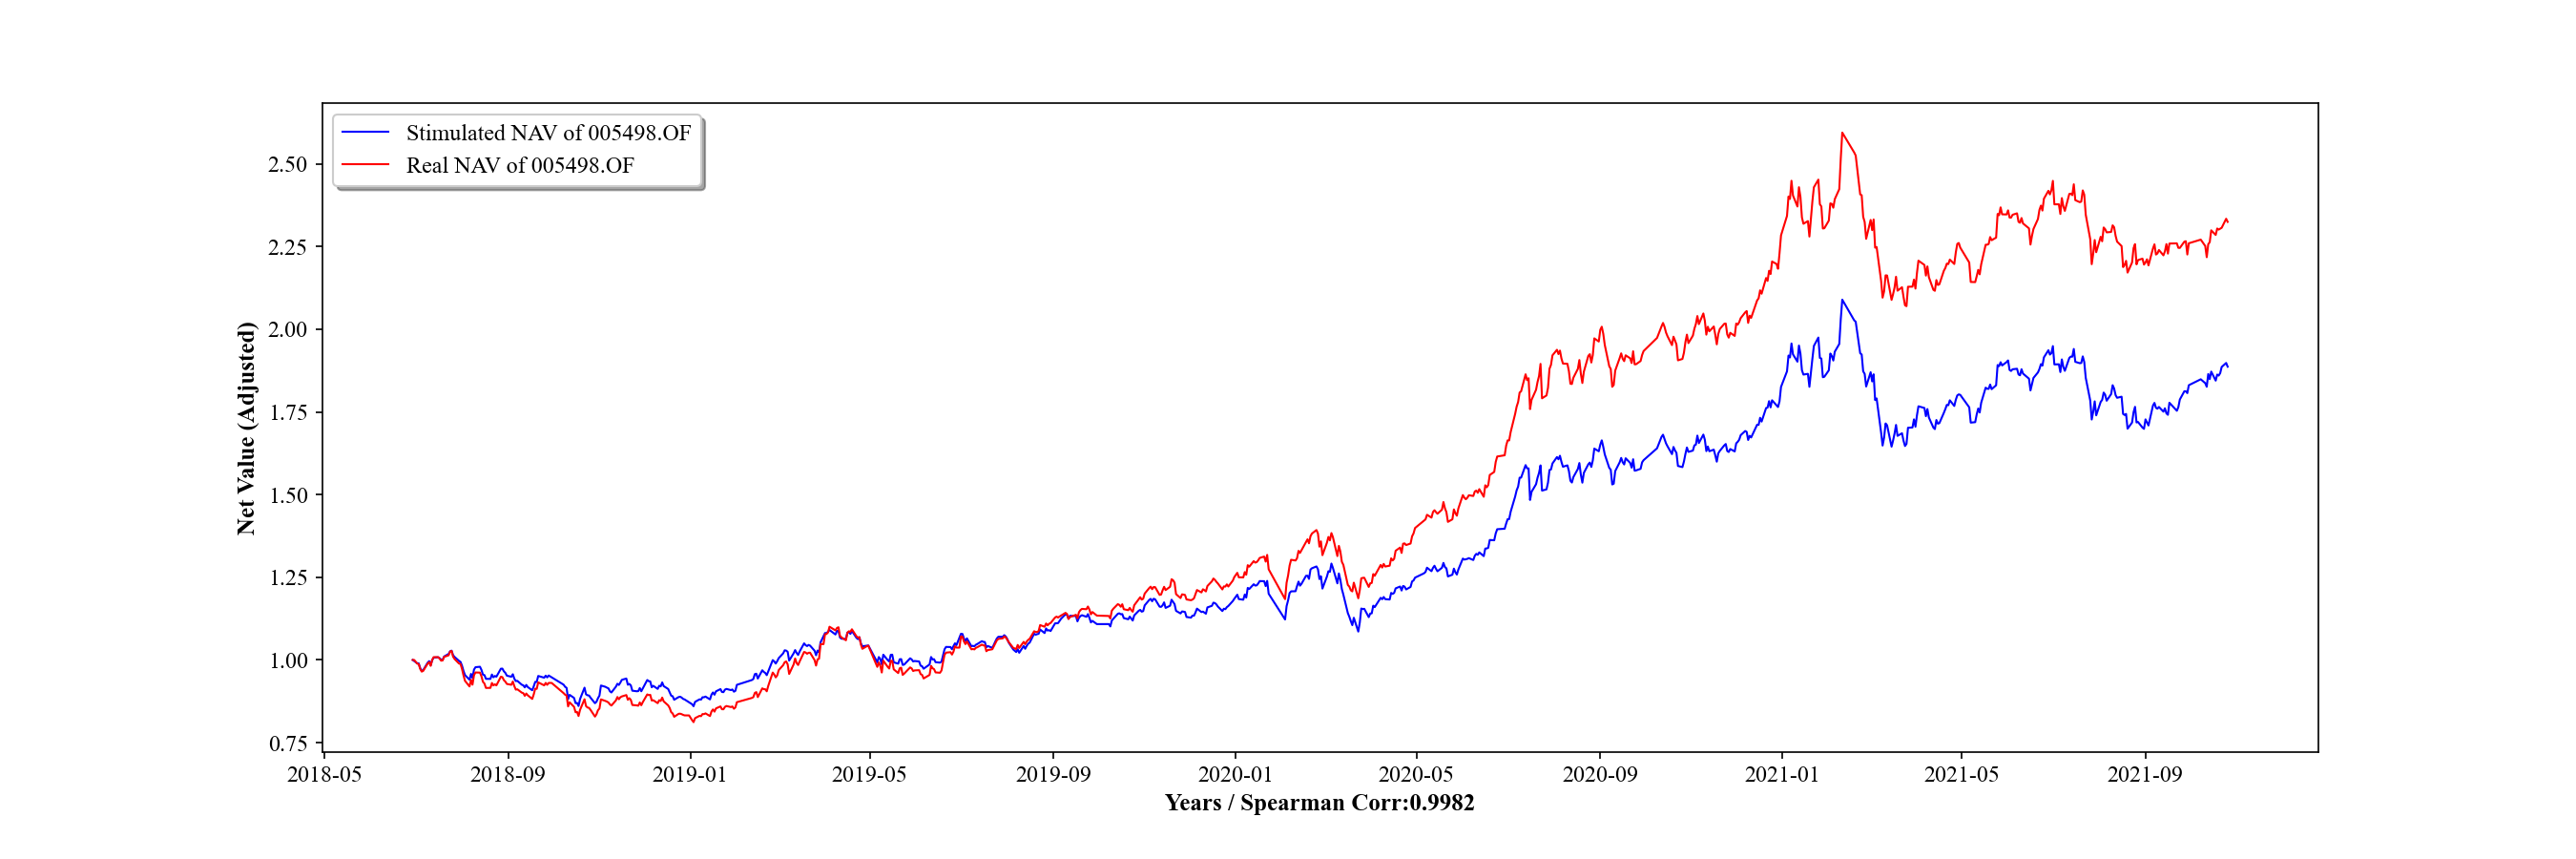 Stimulated NAV of 005498.OF
Real NAV of 005498.OF
Net Value (Adjusted)
2.50
2.25
2.00
1.75
1.50
1.25
1.00
0.75
2018-05 2018-09 2019-01 2019-05 2019-09 2020-01 2020-05 2020-09 2021-01 2021-05 2021-09
Years / Spearman Corr:0.9982